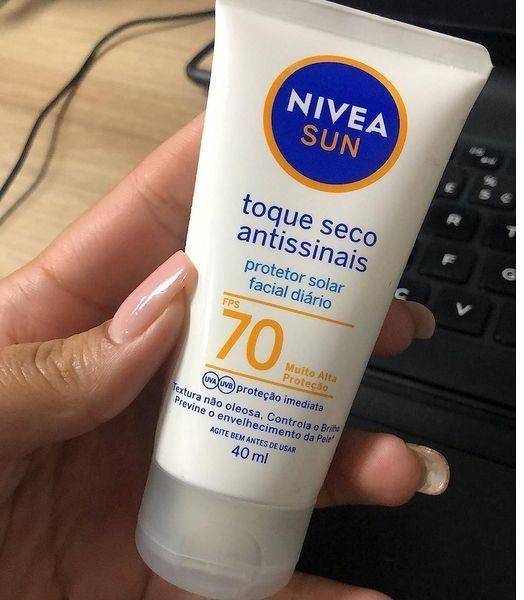 NIVEA
SUN
toque seco
antissinais
protetor solar
facial diário
FPS
70
Muito Alta
Proteção
UVA UVB proteção imediata
Textura não oleosa. Controla o Brilho
Previne o envelhecimento da Pele*
AGITE BEM ANTES DE USAR
40 ml
R
T
F
G
C
V